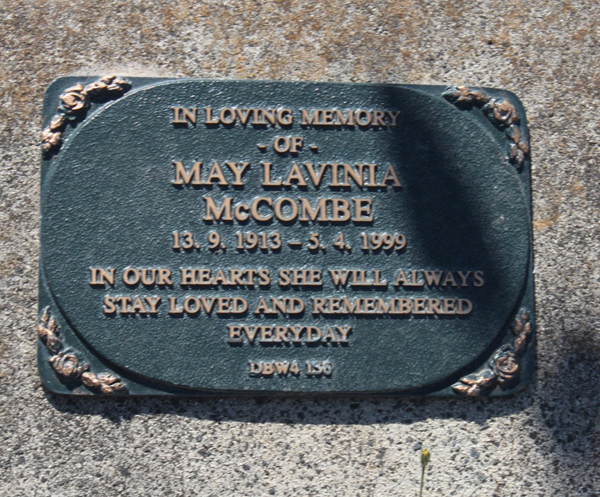 IN LOVING MEMORY
- OF -
MAY LAVINIA
McCOMBE
13. 9. 1913 – 5. 4. 1999
IN OUR HEARTS SHE WILL ALWAYS
STAY LOVED AND REMEMBERED
EVERYDAY
DBW4 136